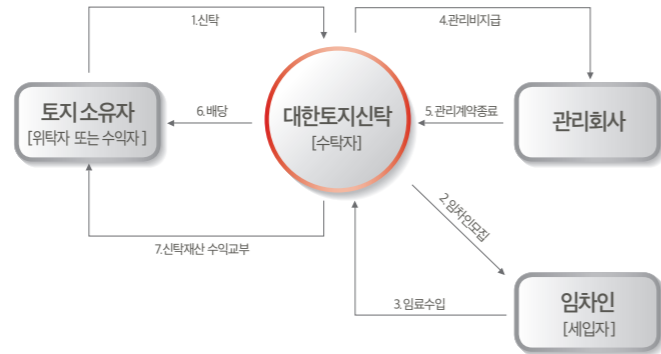 1.신탁
4.관리비지급
토지 소유자
[위탁자 또는 수익자]
6.배당
대한토지신탁
[수탁자]
5.관리계약종료
관리회사
2.임차인모집
7.신탁재산 수익교부
3.임료수입
임차인
[세입자]